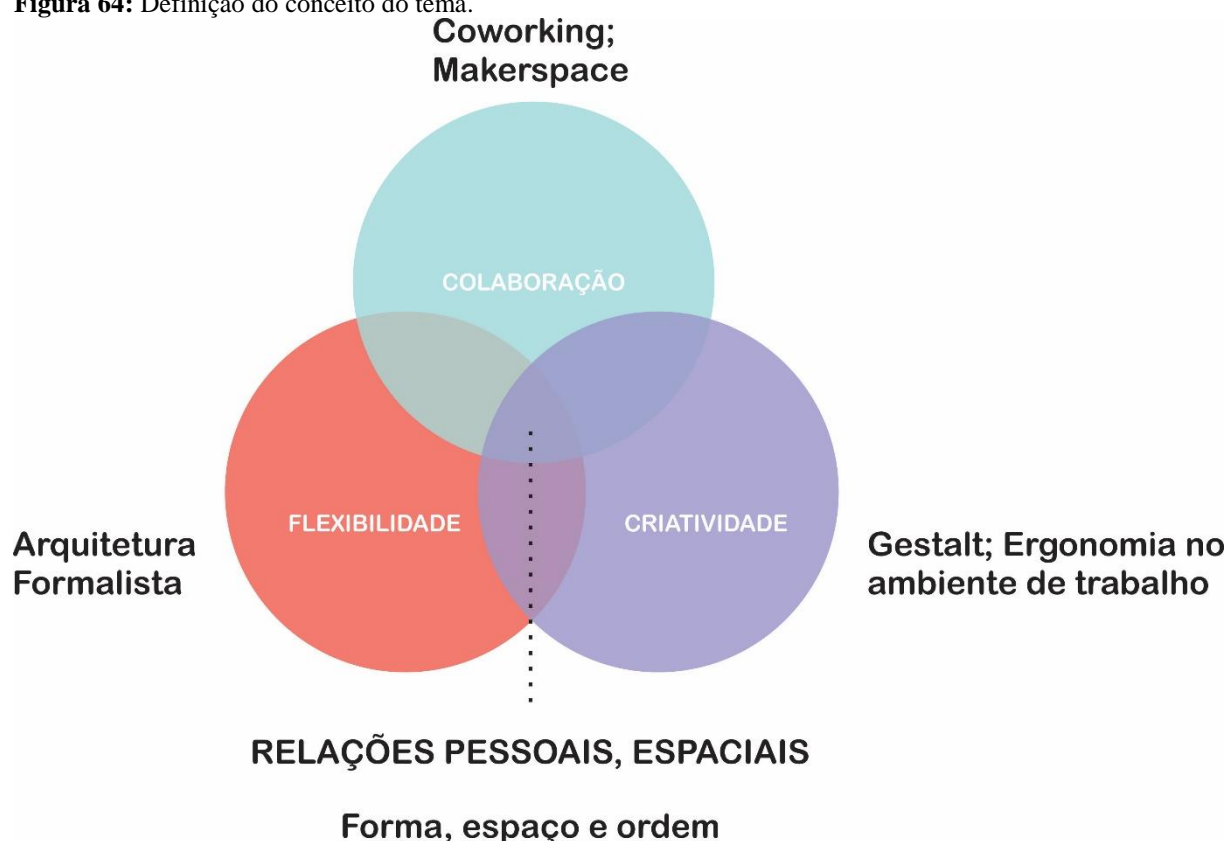 Figura 64: Definição do conceito do tema.
Coworking;
Makerspace
COLABORAÇÃO
FLEXIBILIDADE
CRIATIVIDADE
Arquitetura
Formalista
Gestalt; Ergonomia no
ambiente de trabalho
RELAÇÕES PESSOAIS, ESPACIAIS
Forma, espaço e ordem